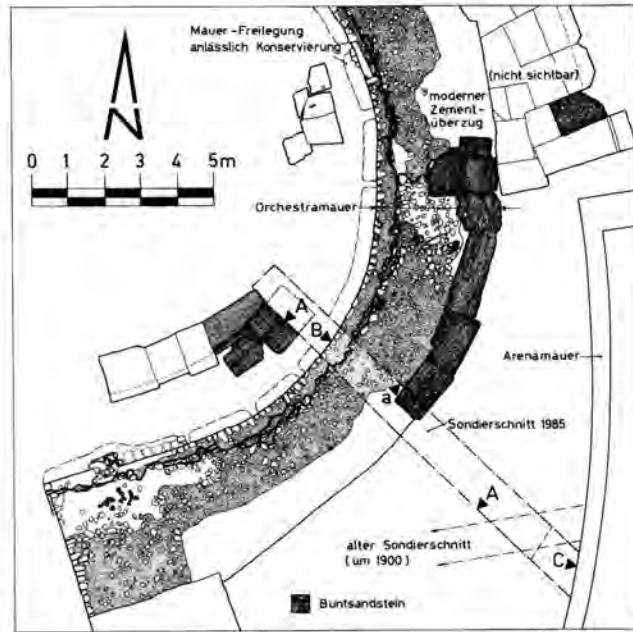 Mauer-Freilegung
anlässlich Konservierung
(nicht sichtbar)
moderner
Zement-
überzug
N
0 1 2 3 4 5m
Orchestramauer
A
B
Arenamauer
a
Sondierschnitt 1985
A
alter Sondierschnitt
(um 1900)
C
Buntsandstein